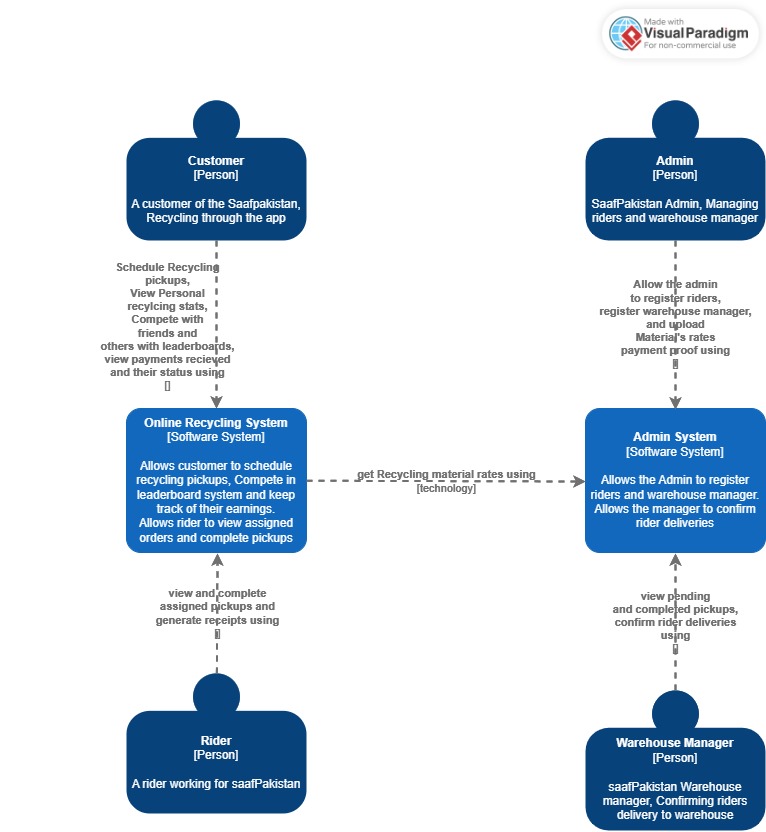 Made with
VisualParadigm
For non-commercial use
Customer
[Person]
A customer of the Saafpakistan,
Recycling through the app
Admin
[Person]
SaafPakistan Admin, Managing
riders and warehouse manager
Schedule Recycling
pickups,
View Personal
recylcing stats,
Compete with
friends and
others with leaderboards,
view payments recieved
and their status using
[]
Allow the admin
to register riders,
register warehouse manager,
and upload
Material's rates
payment proof using
[]
Online Recycling System
[Software System]
Allows customer to schedule
recycling pickups, Compete in
leaderboard system and keep
track of their earnings.
Allows rider to view assigned
orders and complete pickups
get Recycling material rates using
[technology]
Admin System
[Software System]
Allows the Admin to register
riders and warehouse manager.
Allows the manager to confirm
rider deliveries
view and complete
assigned pickups and
generate receipts using
[]
view pending
and completed pickups,
confirm rider deliveries
using
[]
Rider
[Person]
A rider working for saafPakistan
Warehouse Manager
[Person]
saafPakistan Warehouse
manager, Confirming riders
delivery to warehouse